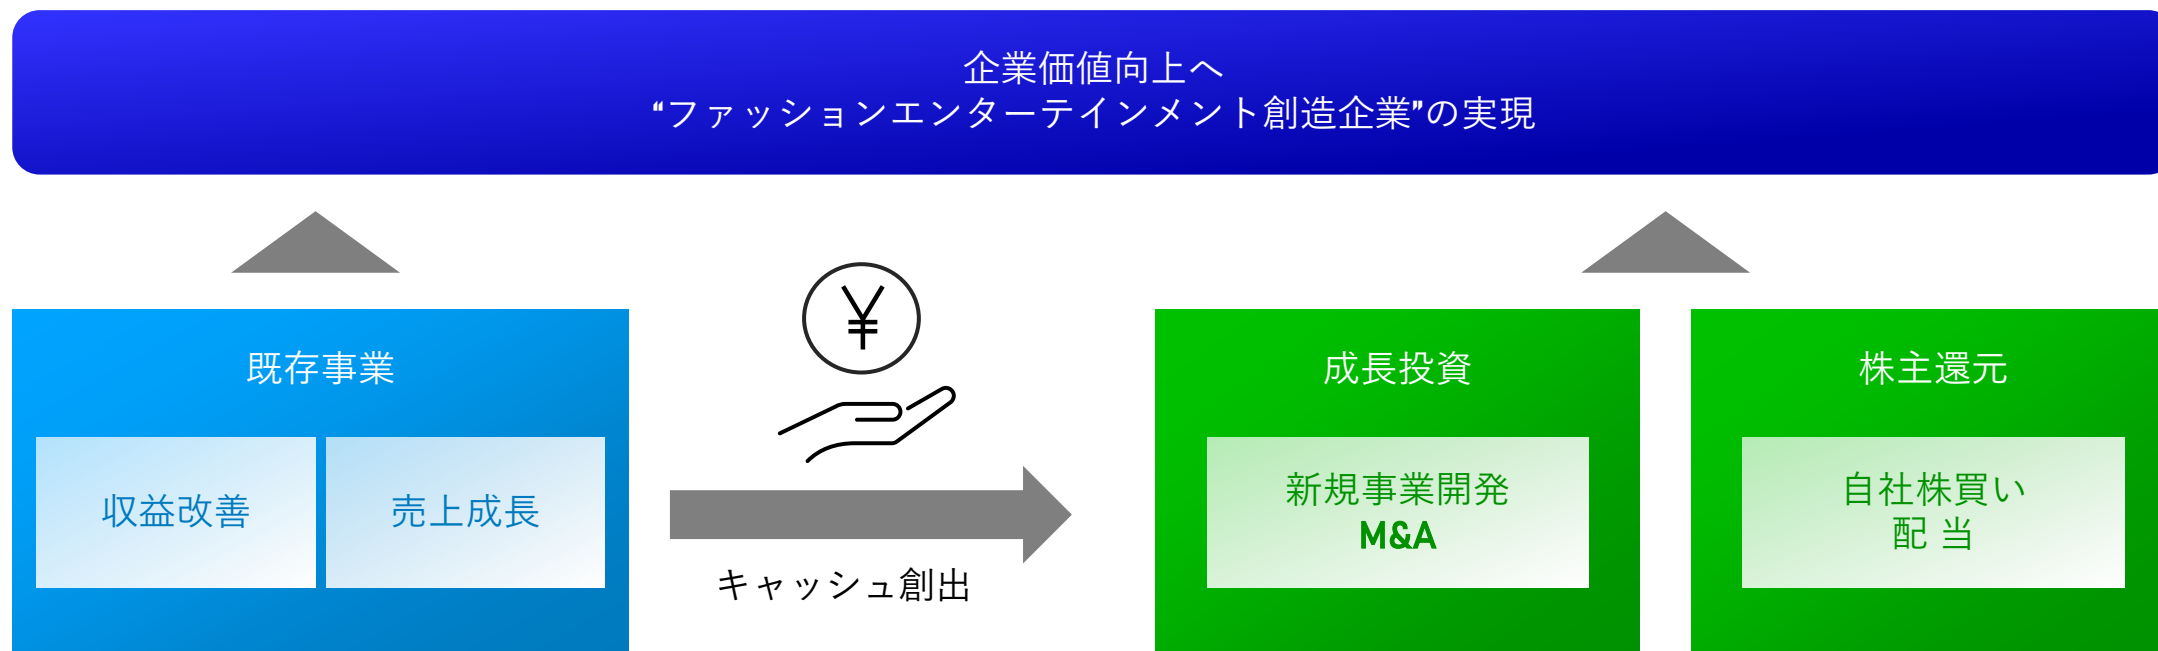 企業価値向上へ
“ファッションエンターテインメント創造企業”の実現
¥
既存事業
収益改善
売上成長
キャッシュ創出
成長投資
新規事業開発
M&A
株主還元
自社株買い
配 当